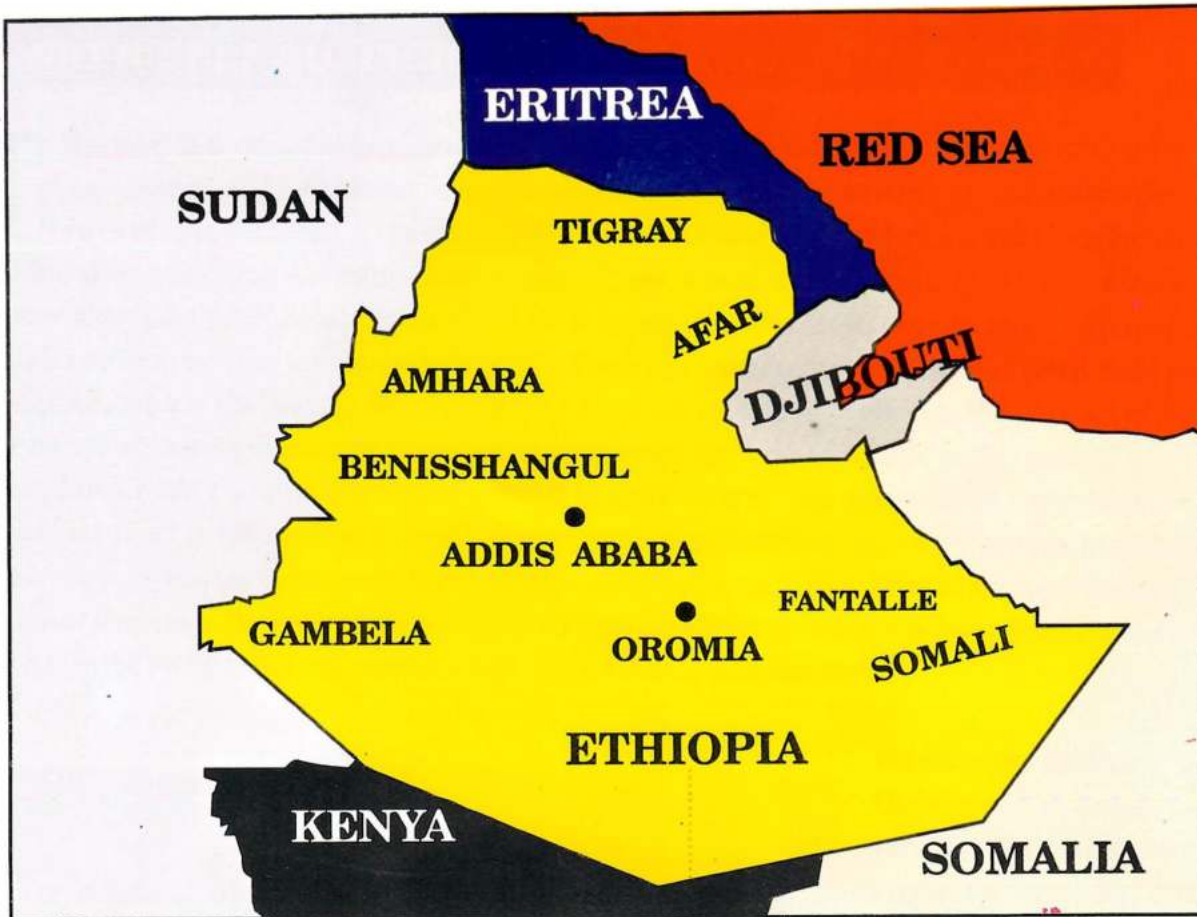 ERITREA
RED SEA
SUDAN
TIGRAY
AFAR
DJIBOUTI
AMHARA
BENISSHANGUL
ADDIS ABABA
FANTALLE
GAMBELA
OROMIA
SOMALI
ETHIOPIA
KENYA
SOMALIA